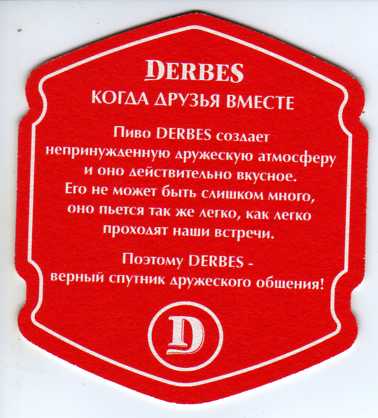 DERBES
КОГДА ДРУЗЬЯ ВМЕСТЕ
Пиво DERBES создает
непринужденную дружескую атмосферу
и оно действительно вкусное.
Его не может быть слишком много,
оно пьется так же легко, как легко
проходят наши встречи.
Поэтому DERBES -
верный спутник дружеского общения!
D